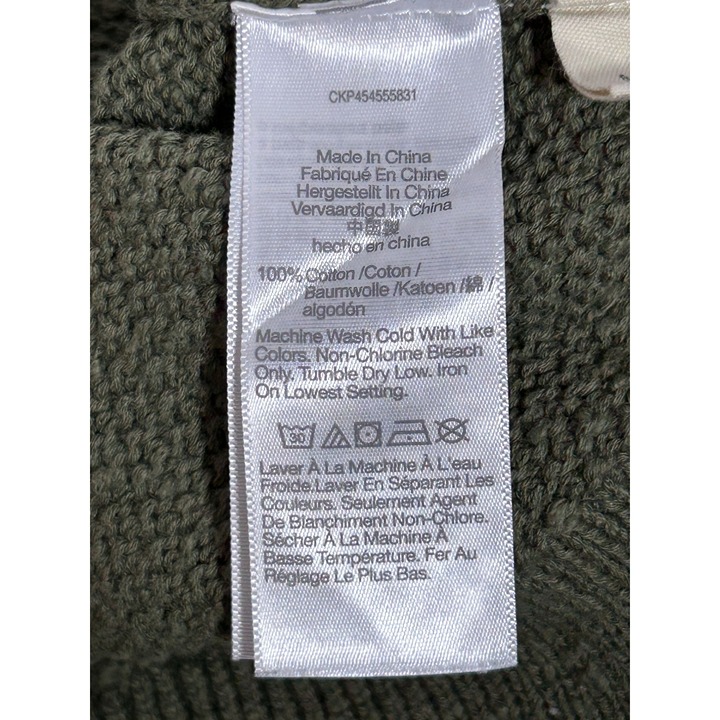 CKP454555831
Made In China
Fabriqué En Chine
Hergestellt In China
Vervaardigd In China
中國製
hecho en china
100% Cotton /Coton /
Baumwolle /Katoen /綿 /
algodón
Machine Wash Cold With Like
Colors. Non-Chlorine Bleach
Only. Tumble Dry Low. Iron
On Lowest Setting.
30
Laver À La Machine À L'eau
Froide.Laver En Séparant Les
Couleurs. Seulement Agent
De Blanchiment Non-Chlore.
Sécher À La Machine À
Basse Température. Fer Au
Réglage Le Plus Bas.